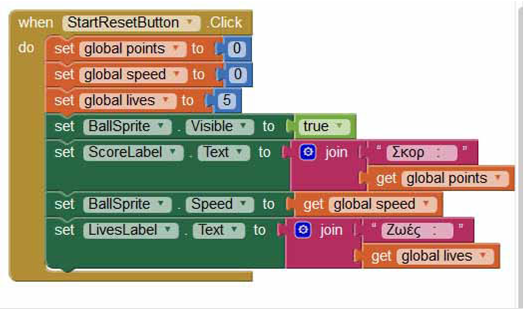 when StartResetButton .Click
do set global points to 0
set global speed to 0
set global lives to 5
set BallSprite . Visible to true
set ScoreLabel . Text to join “ Σκορ : ”
get global points
set BallSprite . Speed to get global speed
set LivesLabel . Text to join “ Ζωές : ”
get global lives